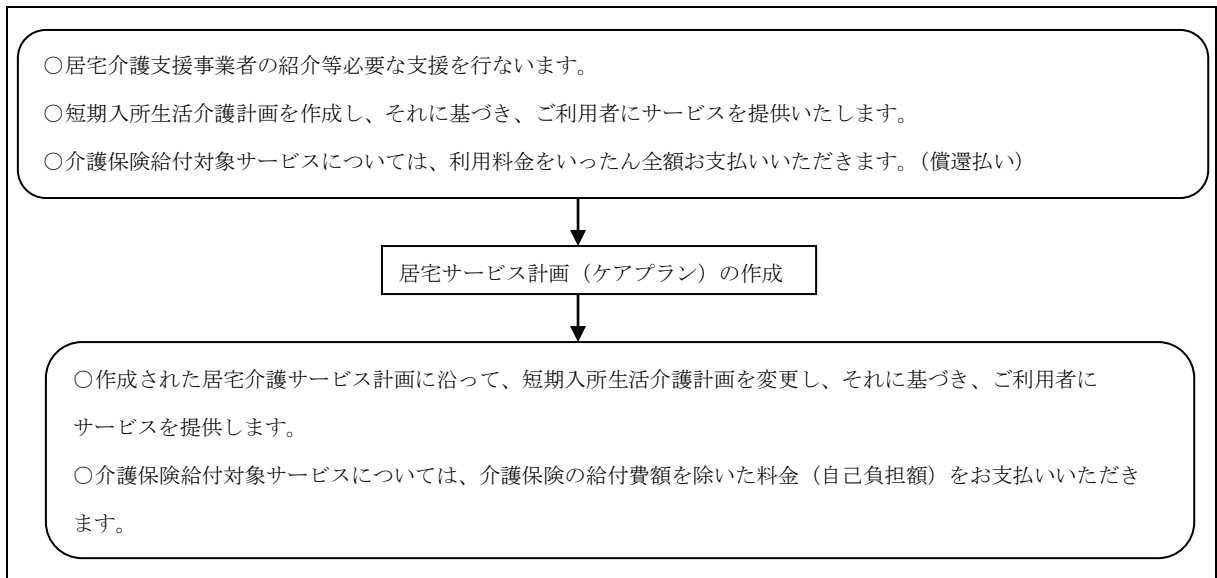 ○居宅介護支援事業者の紹介等必要な支援を行ないます。
○短期入所生活介護計画を作成し、それに基づき、ご利用者にサービスを提供いたします。
○介護保険給付対象サービスについては、利用料金をいったん全額お支払いいただきます。（償還払い）
居宅サービス計画（ケアプラン）の作成
○作成された居宅介護サービス計画に沿って、短期入所生活介護計画を変更し、それに基づき、ご利用者に
サービスを提供します。
○介護保険給付対象サービスについては、介護保険の給付費額を除いた料金（自己負担額）をお支払いいただき
ます。